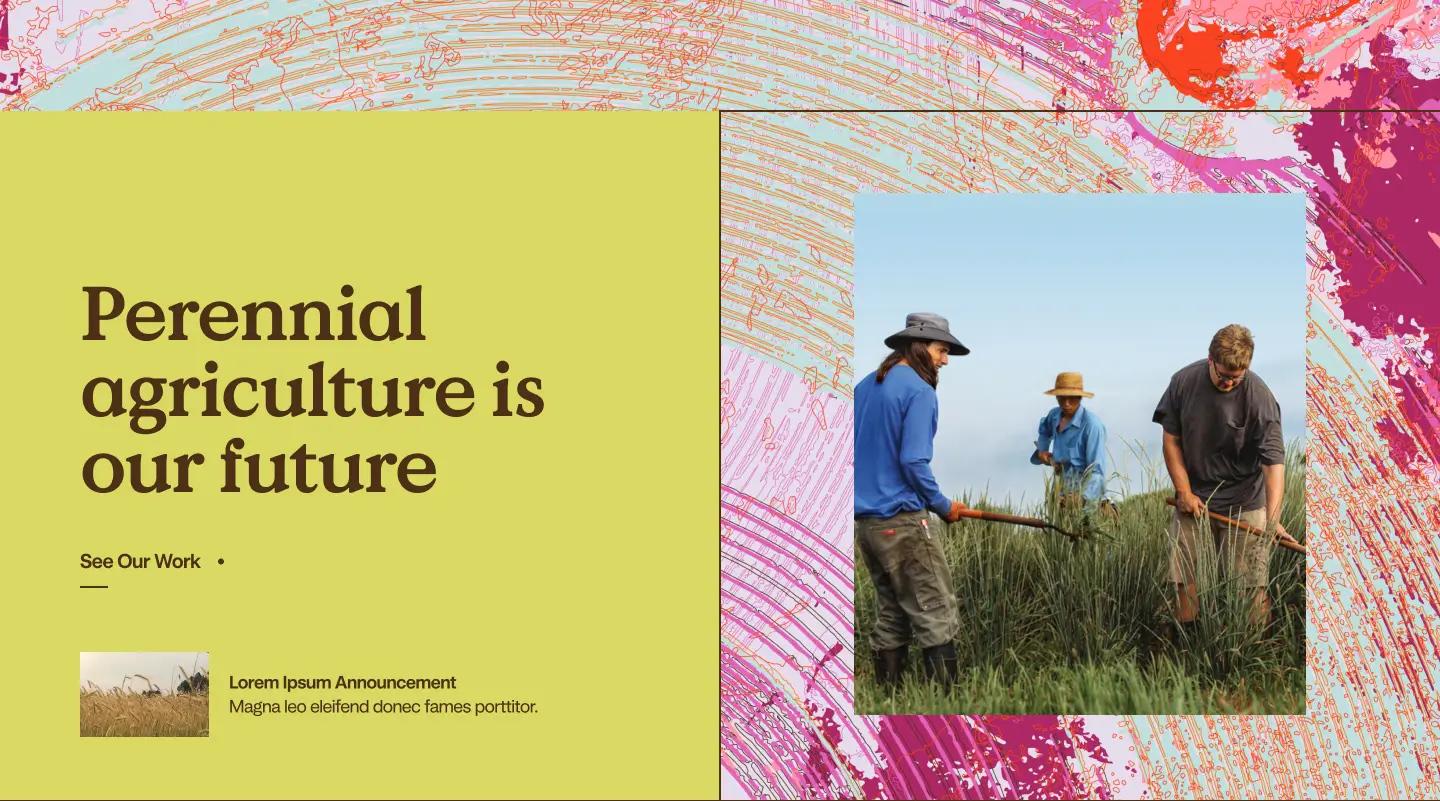 Perennial
agriculture is
our future
See Our Work
Lorem Ipsum Announcement
Magna leo eleifend donec fames porttitor.